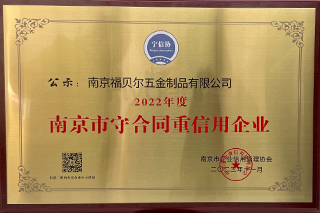 宁信协
公示：南京福贝尔五金制品有限公司
2022年度
南京市守合同重信用企业
南京市企业信用管理协会
二〇二三年一月